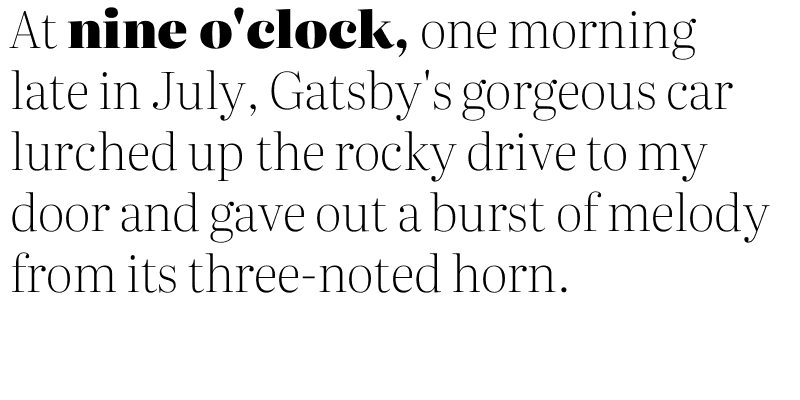 At nine o'clock, one morning
late in July, Gatsby's gorgeous car
lurched up the rocky drive to my
door and gave out a burst of melody
from its three-noted horn.